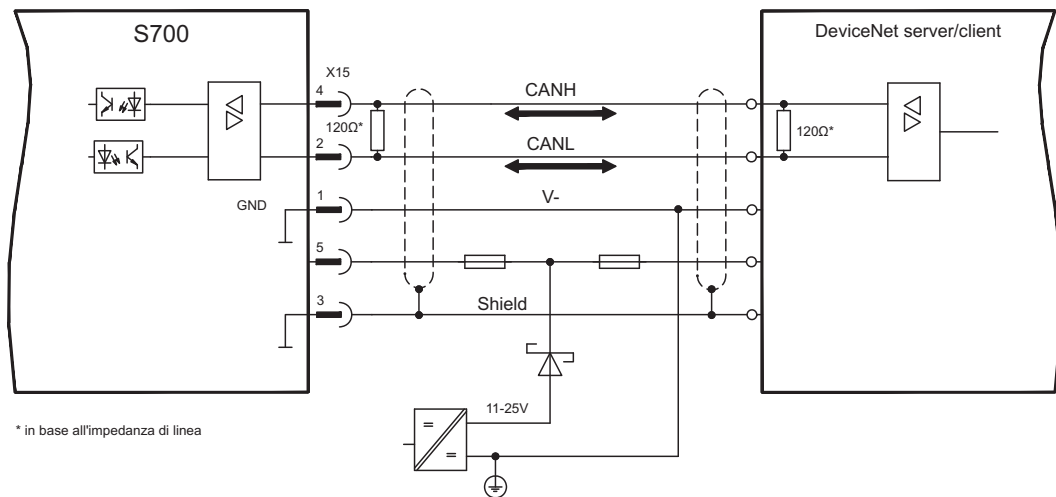 S700
DeviceNet server/client
X15
4
CANH
120Ω*
120Ω*
2
CANL
1
GND
V-
5
3
Shield
11-25V
=
=
* in base all'impedanza di linea